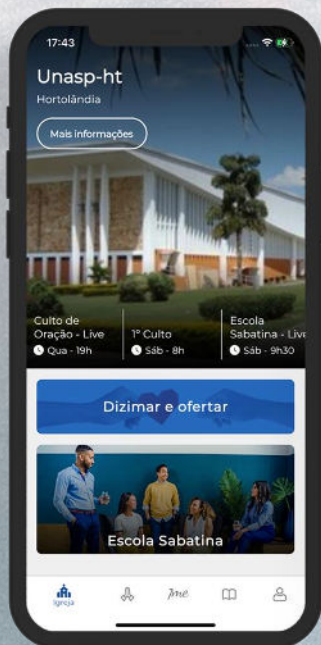 17:43
Unasp-ht
Hortolândia
Mais informações
Culto de
Oração - Live
Qua - 19h
1º Culto
Sáb - 8h
Escola
Sabatina - Live
Sáb - 9h30
Dizimar e ofertar
Escola Sabatina
Igreja
7me